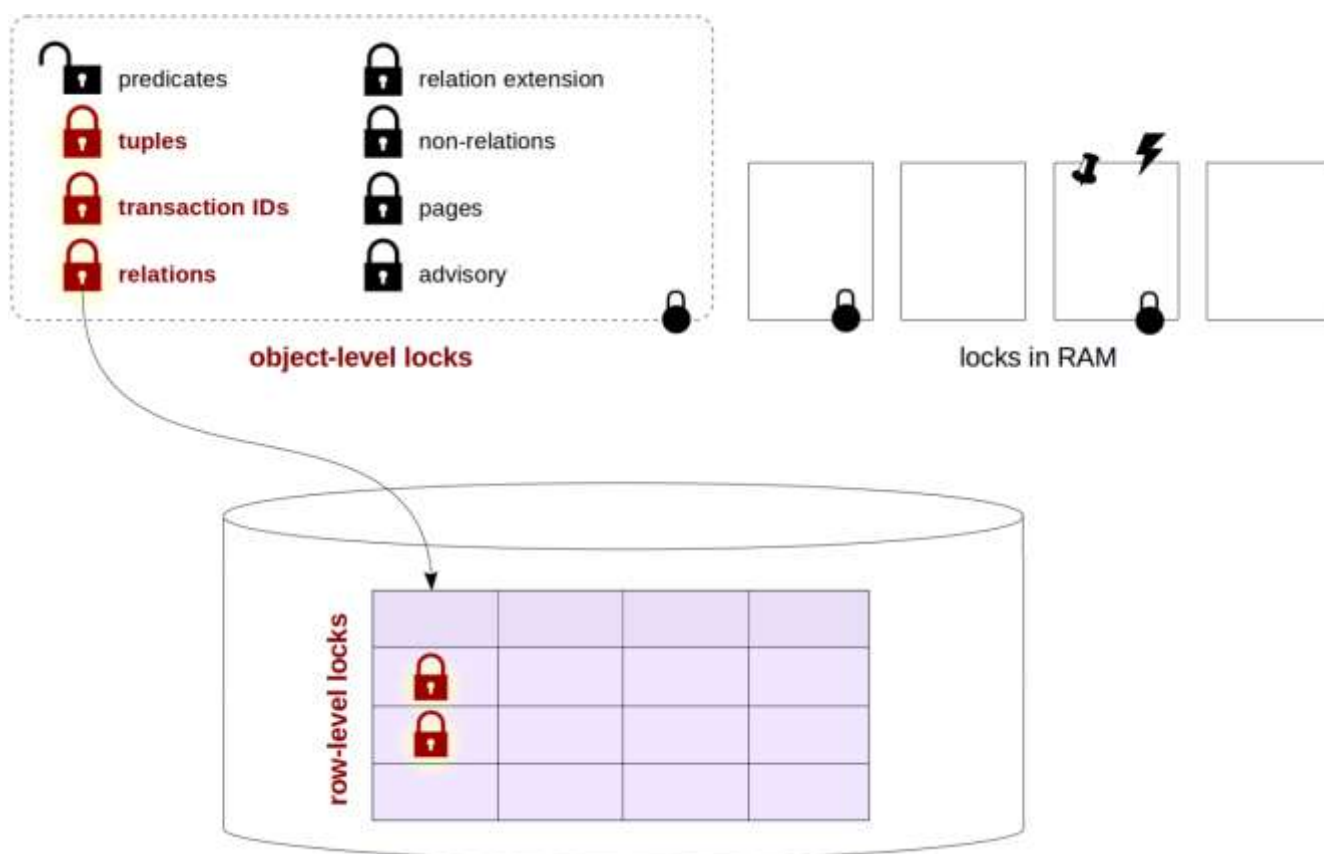 predicates
tuples
transaction IDs
relations
relation extension
non-relations
pages
advisory
object-level locks
locks in RAM
row-level locks